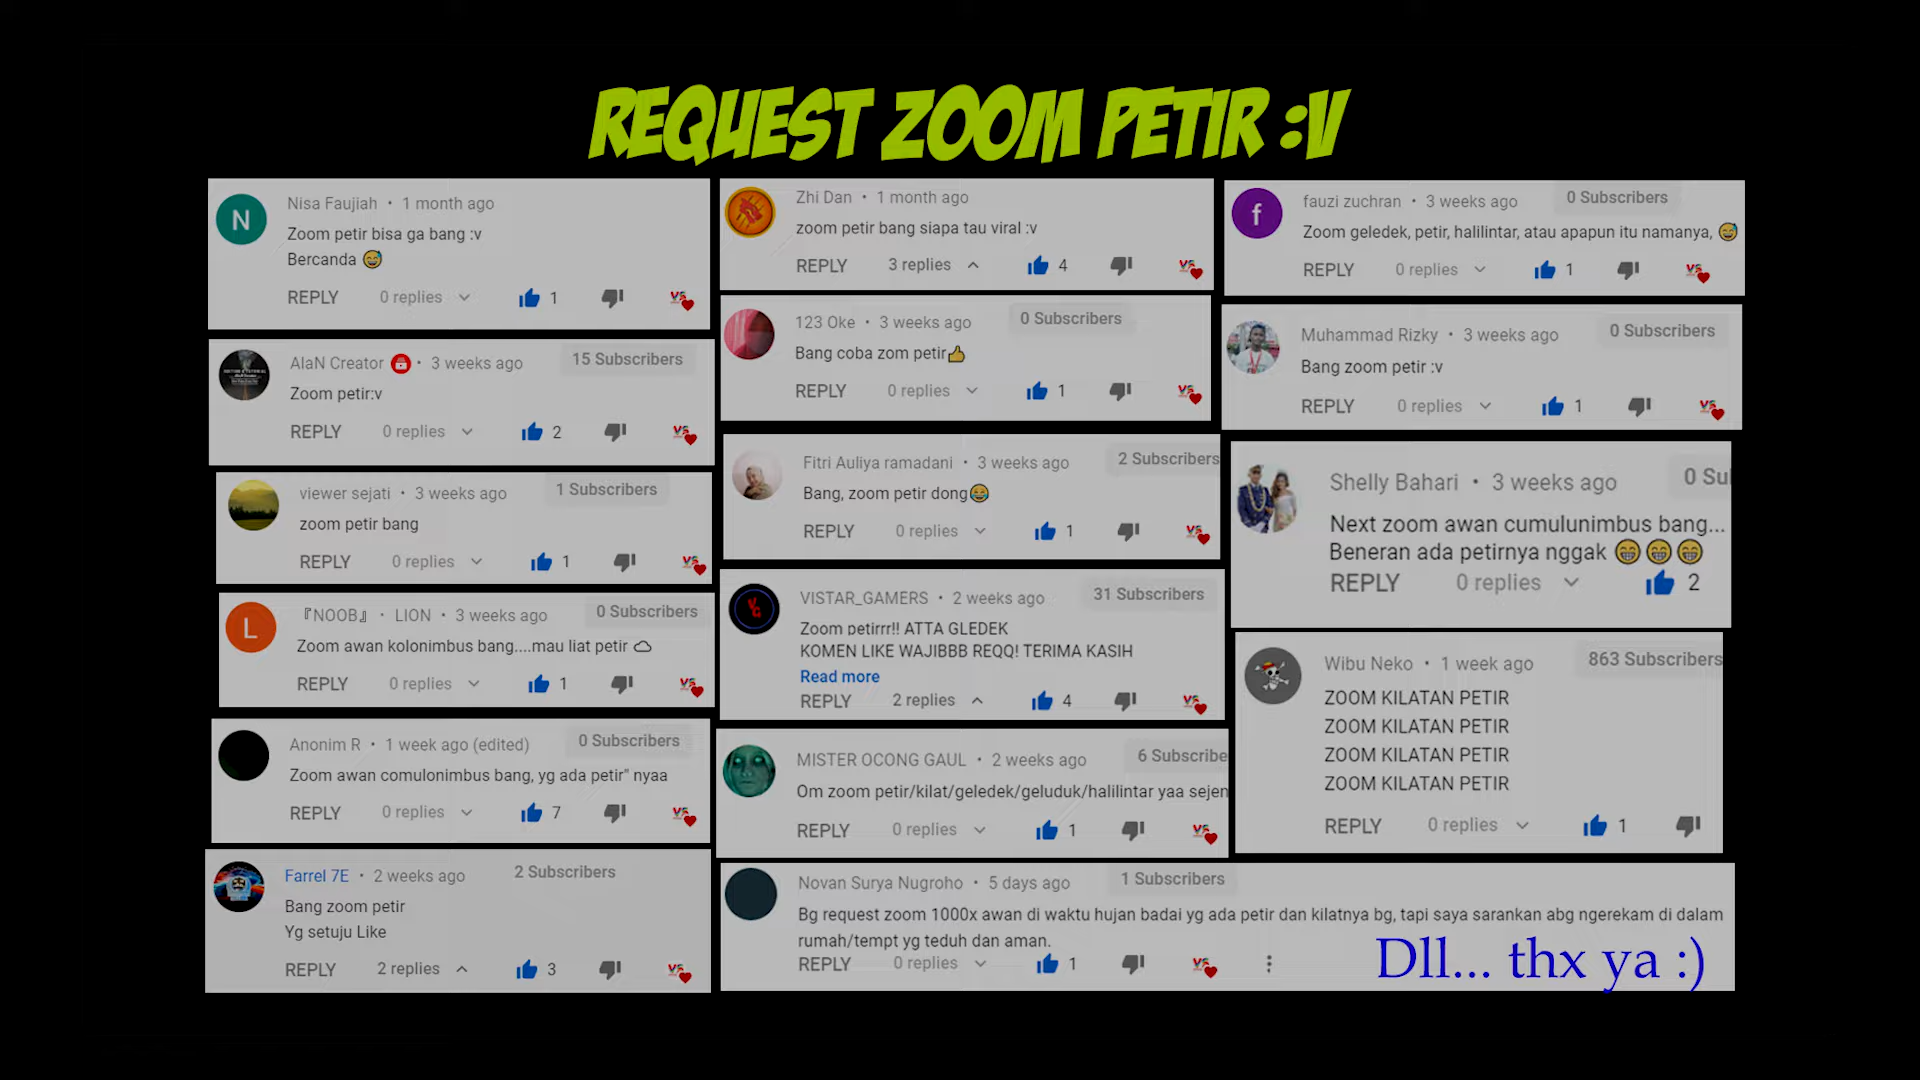 REQUEST ZOOM PETIR :V
N
Nisa Faujiah • 1 month ago
Zoom petir bisa ga bang :v
Bercanda 😅
REPLY 0 replies 1
AlaN Creator • 3 weeks ago 15 Subscribers
Zoom petir:v
REPLY 0 replies 2
viewer sejati • 3 weeks ago 1 Subscribers
zoom petir bang
REPLY 0 replies 1
L
『NOOB』 · LION • 3 weeks ago 0 Subscribers
Zoom awan kolonimbus bang....mau liat petir
REPLY 0 replies 1
Anonim R • 1 week ago (edited) 0 Subscribers
Zoom awan comulonimbus bang, yg ada petir" nyaa
REPLY 0 replies 7
Farrel 7E • 2 weeks ago 2 Subscribers
Bang zoom petir
Yg setuju Like
REPLY 2 replies 3
Zhi Dan • 1 month ago
zoom petir bang siapa tau viral :v
REPLY 3 replies 4
123 Oke • 3 weeks ago 0 Subscribers
Bang coba zom petir👍
REPLY 0 replies 1
Fitri Auliya ramadani • 3 weeks ago 2 Subscribers
Bang, zoom petir dong😂
REPLY 0 replies 1
VISTAR_GAMERS • 2 weeks ago 31 Subscribers
Zoom petirrr!! ATTA GLEDEK
KOMEN LIKE WAJIBBB REQQ! TERIMA KASIH
Read more
REPLY 2 replies 4
MISTER OCONG GAUL • 2 weeks ago 6 Subscribe
Om zoom petir/kilat/geledek/geluduk/halilintar yaa sejen
REPLY 0 replies 1
Novan Surya Nugroho • 5 days ago 1 Subscribers
Bg request zoom 1000x awan di waktu hujan badai yg ada petir dan kilatnya bg, tapi saya sarankan abg ngerekam di dalam
rumah/tempt yg teduh dan aman.
REPLY 0 replies 1
f
fauzi zuchran • 3 weeks ago 0 Subscribers
Zoom geledek, petir, halilintar, atau apapun itu namanya, 😅
REPLY 0 replies 1
Muhammad Rizky • 3 weeks ago 0 Subscribers
Bang zoom petir :v
REPLY 0 replies 1
Shelly Bahari • 3 weeks ago 0 Su
Next zoom awan cumulunimbus bang...
Beneran ada petirnya nggak 😁😁😁
REPLY 0 replies 2
Wibu Neko • 1 week ago 863 Subscribers
ZOOM KILATAN PETIR
ZOOM KILATAN PETIR
ZOOM KILATAN PETIR
ZOOM KILATAN PETIR
REPLY 0 replies 1
Dll... thx ya :)